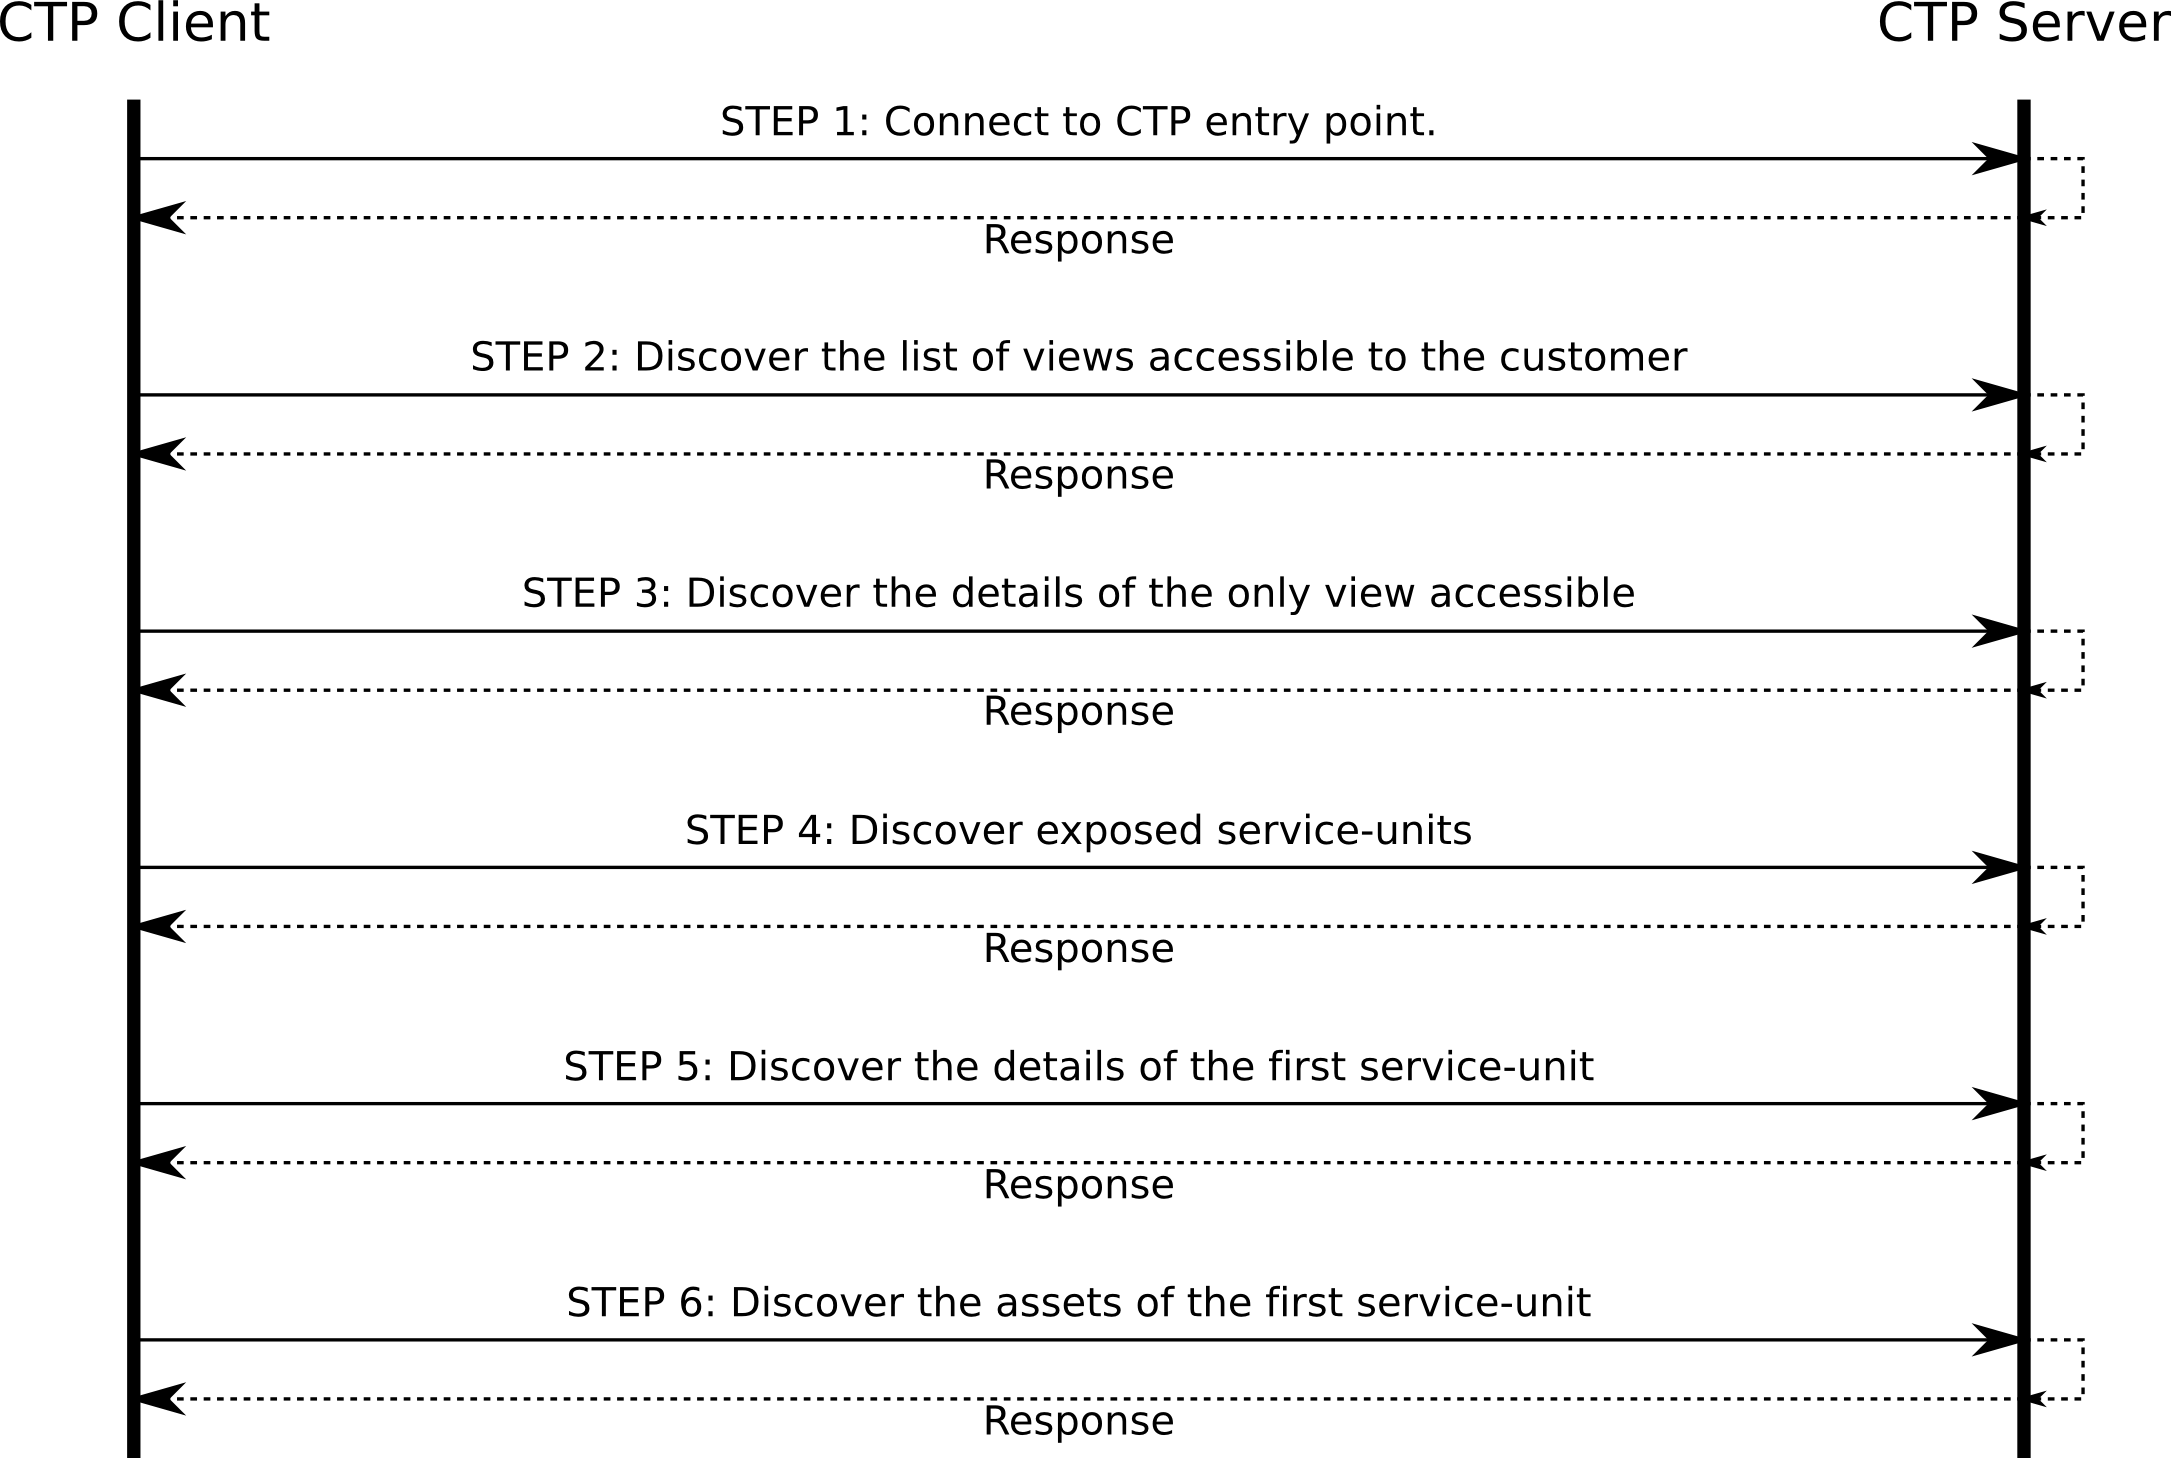 CTP Client
CTP Server
STEP 1: Connect to CTP entry point.
Response
STEP 2: Discover the list of views accessible to the customer
Response
STEP 3: Discover the details of the only view accessible
Response
STEP 4: Discover exposed service-units
Response
STEP 5: Discover the details of the first service-unit
Response
STEP 6: Discover the assets of the first service-unit
Response